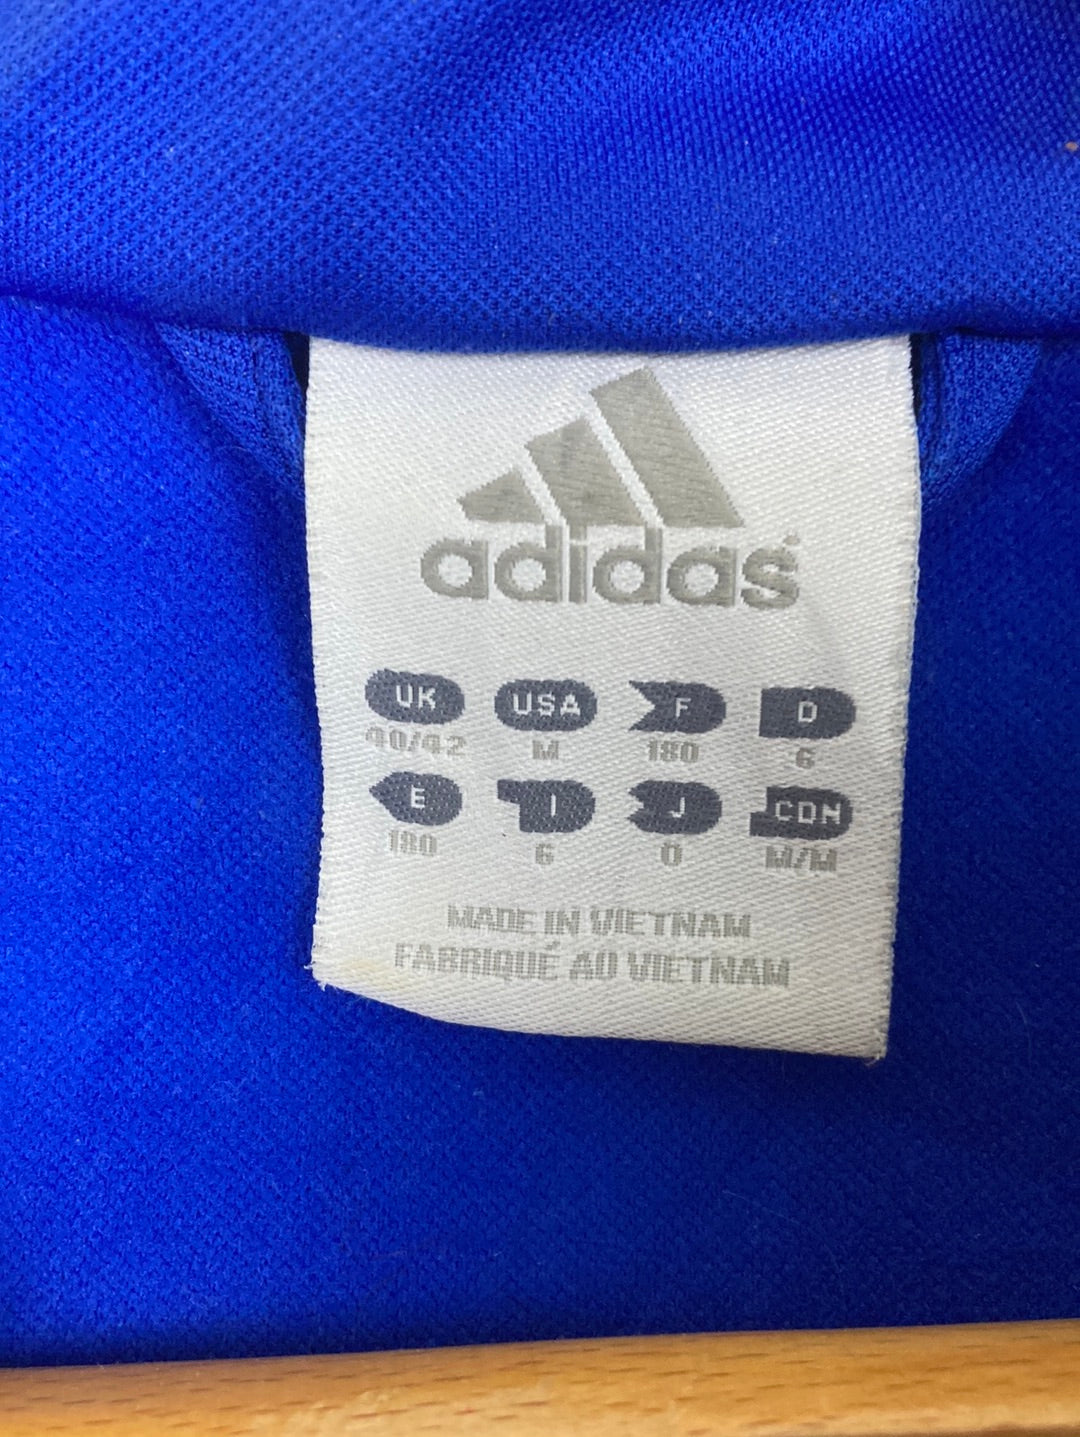 adidas
UK USA F D
40/42 M 180 6
E I J CDN
180 6 O M/M
MADE IN VIETNAM
FABRIQUÉ AU VIETNAM